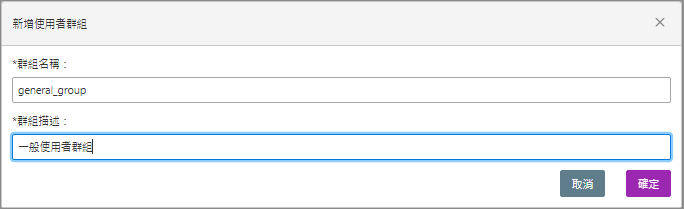 新增使用者群組
*群組名稱：
general_group
*群組描述：
一般使用者群組
取消
確定